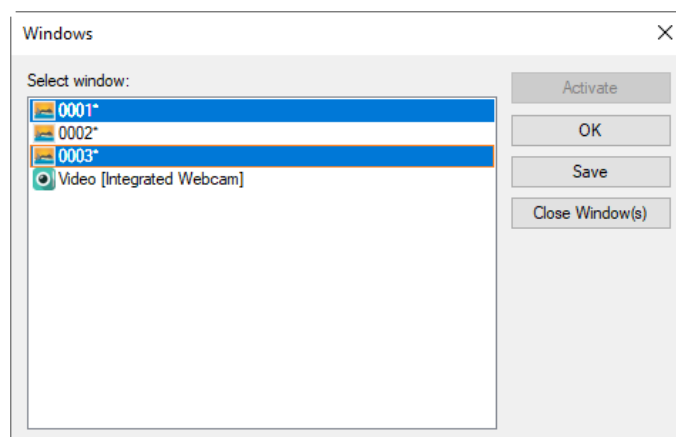 Windows
Select window:
0001*
0002*
0003*
Video [Integrated Webcam]
Activate
OK
Save
Close Window(s)